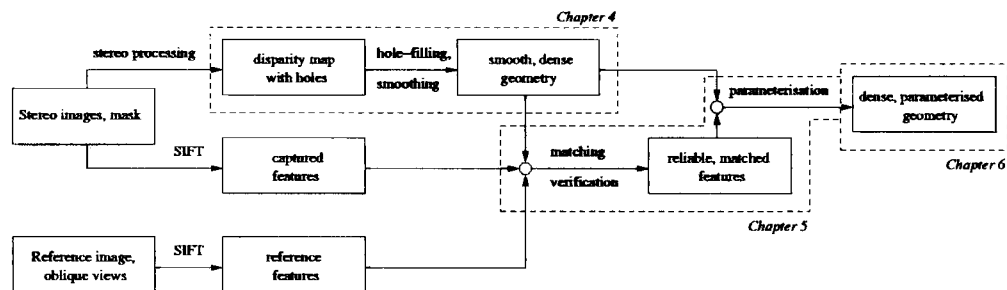 Chapter 4
stereo processing
disparity map
with holes
hole-filling,
smoothing
smooth, dense
geometry
parameterisation
dense, parameterised
geometry
Stereo images, mask
SIFT
captured
features
matching
verification
reliable, matched
features
Chapter 6
Chapter 5
Reference image,
oblique views
SIFT
reference
features